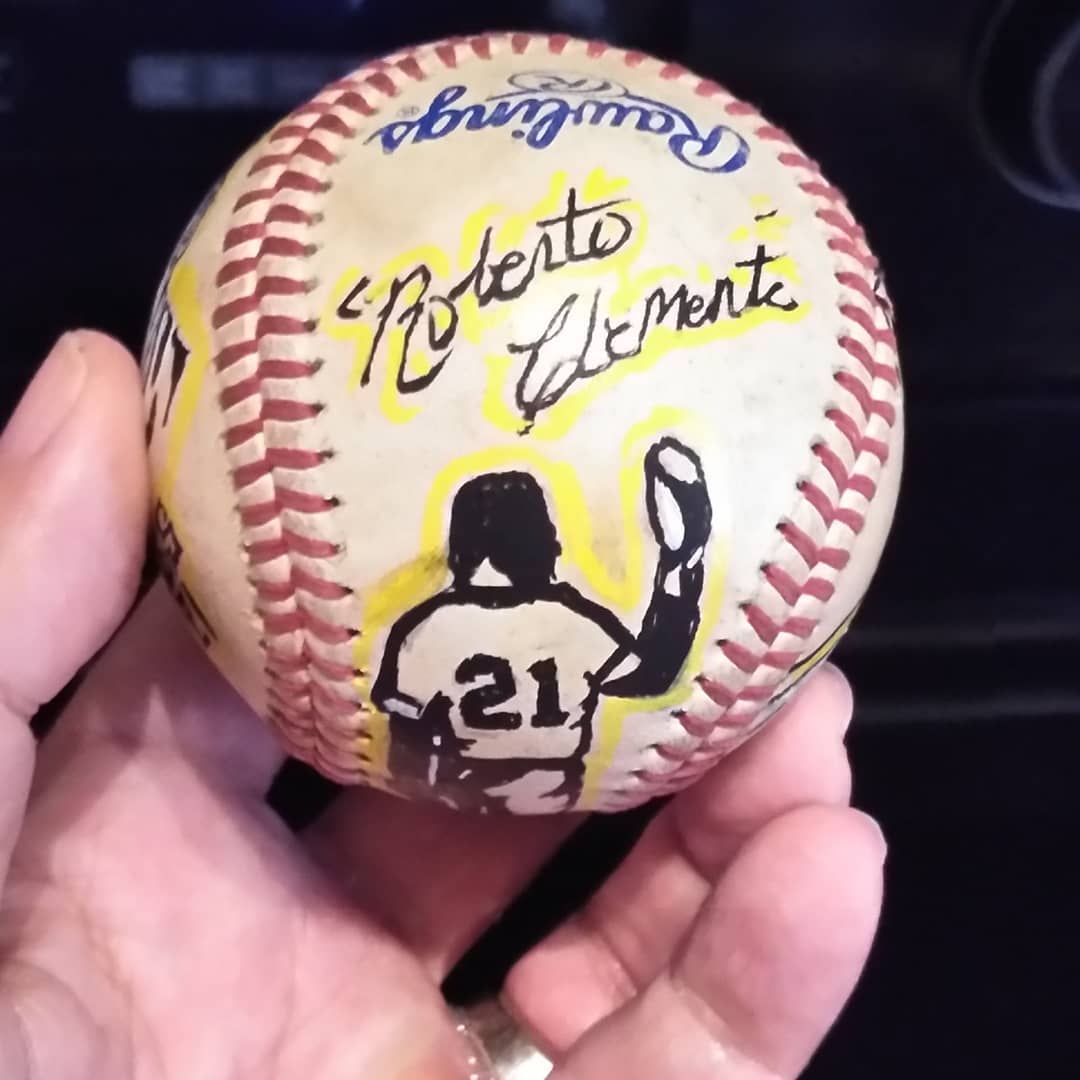 Rawlings®
®
"Roberto
Clemente"
21